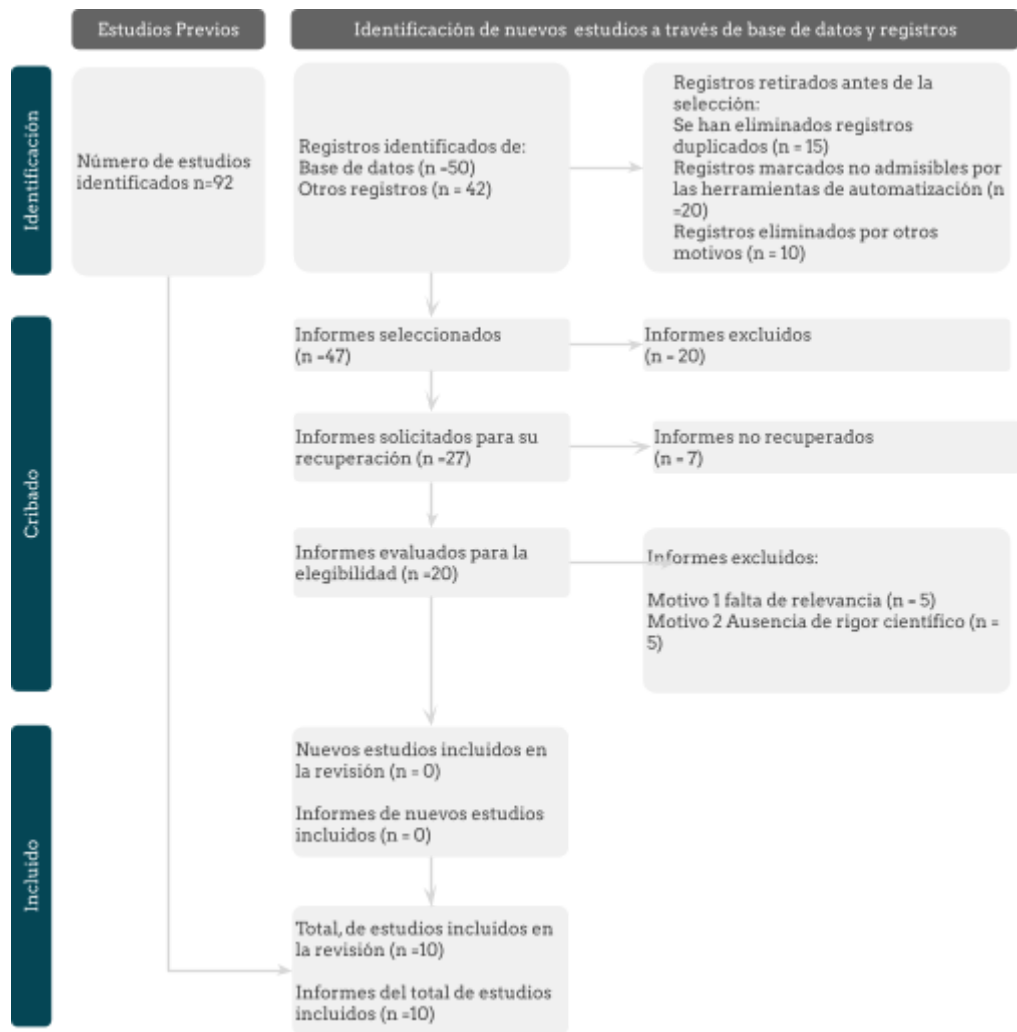 Estudios Previos
Identificación de nuevos estudios a través de base de datos y registros
Identificación
Número de estudios
identificados n=92
Registros identificados de:
Base de datos (n =50)
Otros registros (n = 42)
Registros retirados antes de la
selección:
Se han eliminados registros
duplicados (n = 15)
Registros marcados no admisibles por
las herramientas de automatización (n
=20)
Registros eliminados por otros
motivos (n = 10)
Cribado
Informes seleccionados
(n =47)
Informes excluidos
(n = 20)
Informes solicitados para su
recuperación (n =27)
Informes no recuperados
(n = 7)
Informes evaluados para la
elegibilidad (n =20)
Informes excluidos:
Motivo 1 falta de relevancia (n = 5)
Motivo 2 Ausencia de rigor científico (n =
5)
Incluido
Nuevos estudios incluidos en
la revisión (n = 0)
Informes de nuevos estudios
incluidos (n = 0)
Total, de estudios incluidos en
la revisión (n =10)
Informes del total de estudios
incluidos (n =10)